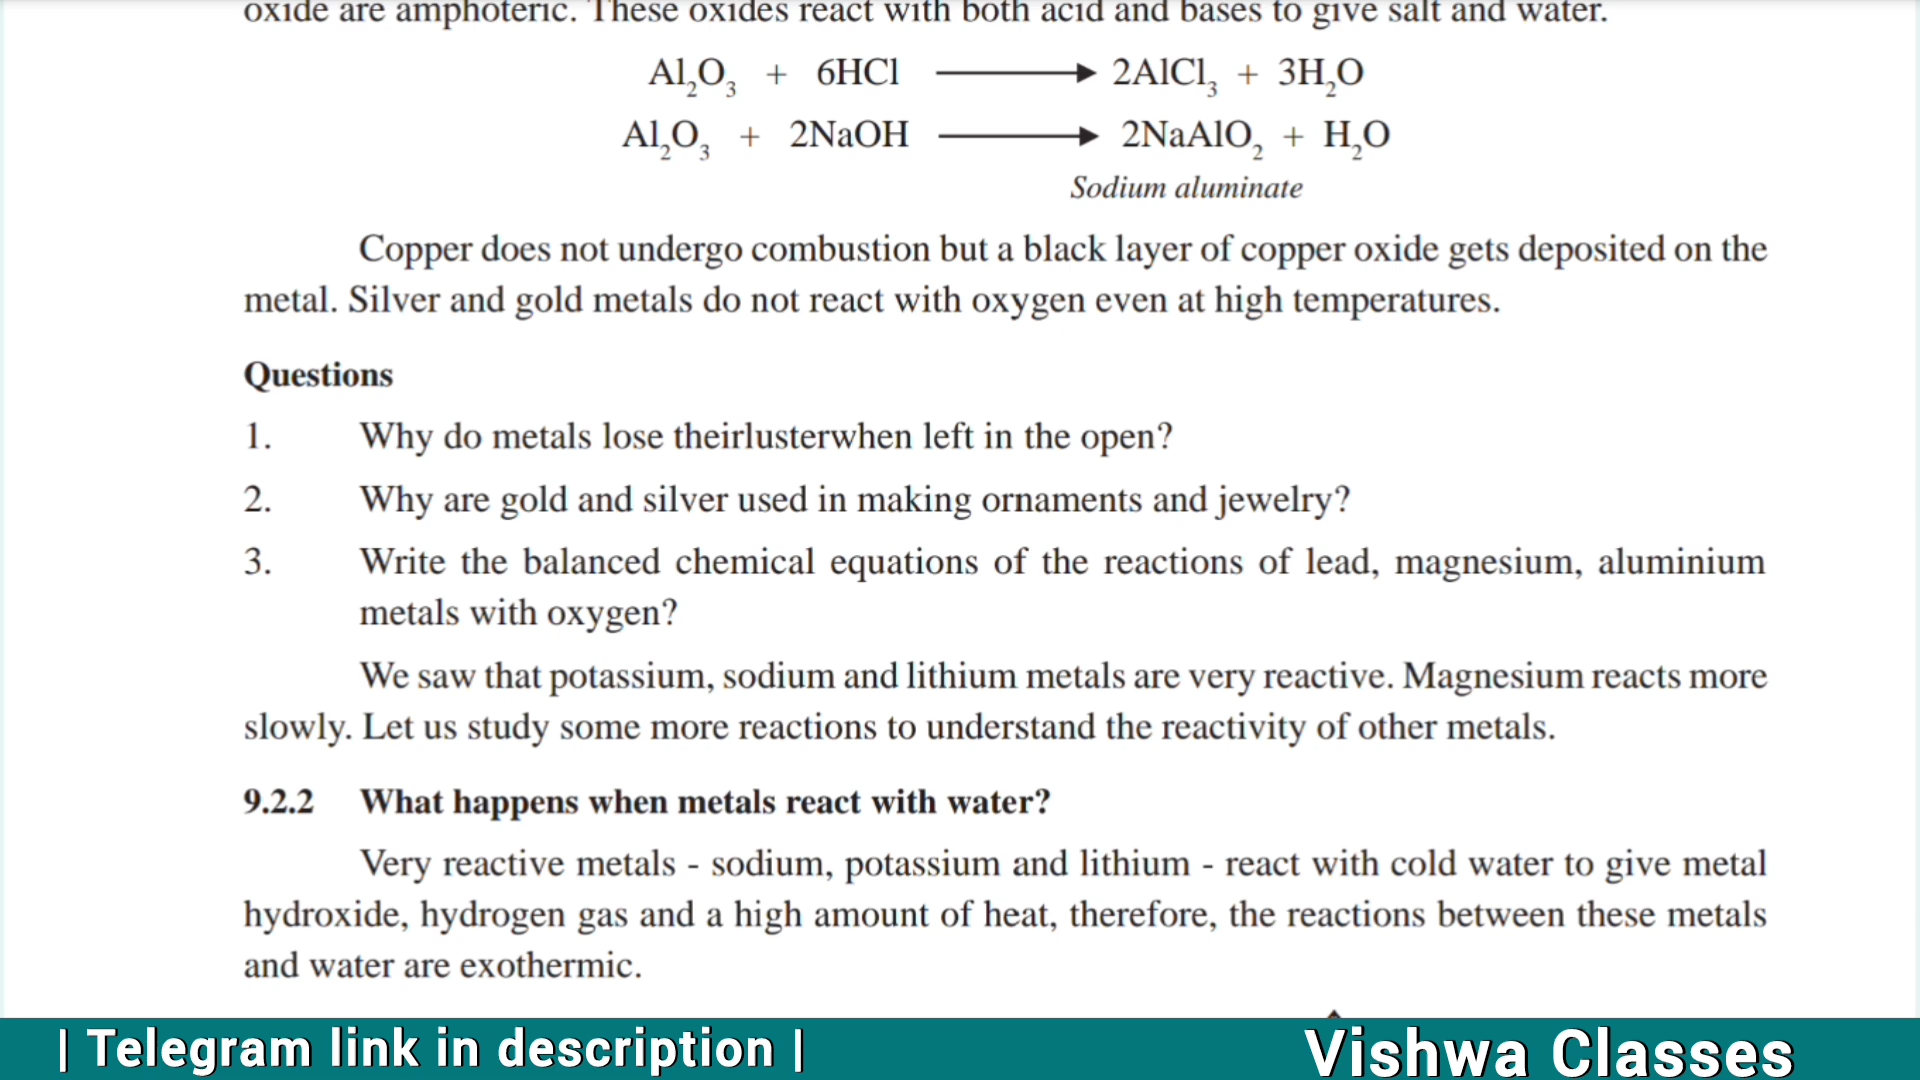 oxide are amphoteric. These oxides react with both acid and bases to give salt and water.
Al₂O₃ + 6HCl ⟶ 2AlCl₃ + 3H₂O
Al₂O₃ + 2NaOH ⟶ 2NaAlO₂ + H₂O
Sodium aluminate
Copper does not undergo combustion but a black layer of copper oxide gets deposited on the
metal. Silver and gold metals do not react with oxygen even at high temperatures.
Questions
1. Why do metals lose theirlusterwhen left in the open?
2. Why are gold and silver used in making ornaments and jewelry?
3. Write the balanced chemical equations of the reactions of lead, magnesium, aluminium
metals with oxygen?
We saw that potassium, sodium and lithium metals are very reactive. Magnesium reacts more
slowly. Let us study some more reactions to understand the reactivity of other metals.
9.2.2 What happens when metals react with water?
Very reactive metals - sodium, potassium and lithium - react with cold water to give metal
hydroxide, hydrogen gas and a high amount of heat, therefore, the reactions between these metals
and water are exothermic.
| Telegram link in description | Vishwa Classes